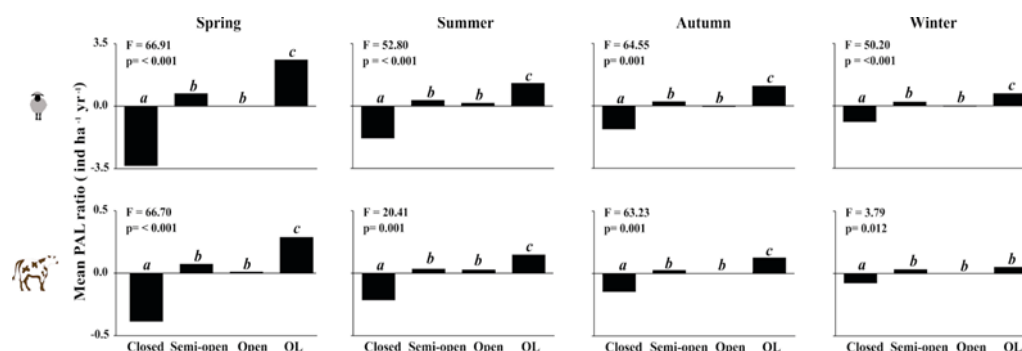 Spring Summer Autumn Winter
Mean PAL ratio ( ind ha ⁻¹ yr⁻¹)
3.5
0.0
-3.5
F = 66.91
p= < 0.001
a b b c
F = 52.80
p= < 0.001
a b b c
F = 64.55
p= 0.001
a b b c
F = 50.20
p= <0.001
a b b c
0.5
0.0
-0.5
F = 66.70
p= < 0.001
a b b c
F = 20.41
p= 0.001
a b b c
F = 63.23
p= 0.001
a b b c
F = 3.79
p= 0.012
a b b b
Closed Semi-open Open OL Closed Semi-open Open OL Closed Semi-open Open OL Closed Semi-open Open OL